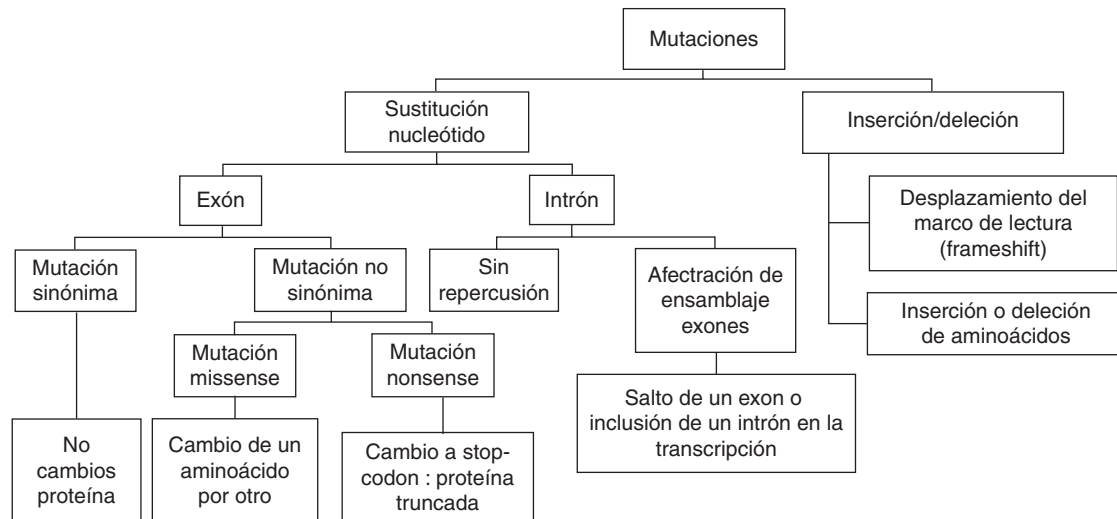 Mutaciones
Sustitución
nucleótido
Inserción/deleción
Exón
Intrón
Desplazamiento del
marco de lectura
(frameshift)
Mutación
sinónima
Mutación no
sinónima
Sin
repercusión
Afectración de
ensamblaje
exones
Inserción o deleción
de aminoácidos
Mutación
missense
Mutación
nonsense
Salto de un exon o
inclusión de un intrón en la
transcripción
No
cambios
proteína
Cambio de un
aminoácido
por otro
Cambio a stop-
codon : proteína
truncada